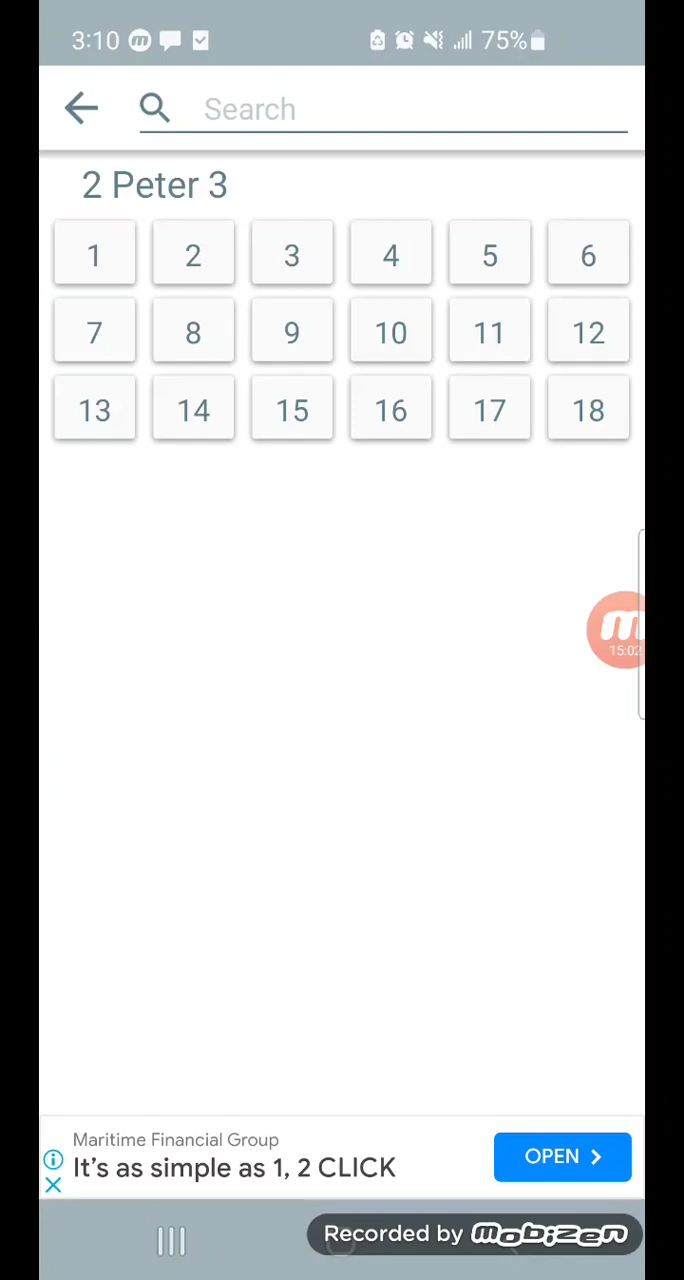 3:10 75%
Search
2 Peter 3
1 2 3 4 5 6
7 8 9 10 11 12
13 14 15 16 17 18
m
15:02
Maritime Financial Group
It's as simple as 1, 2 CLICK
OPEN
Recorded by mobizen